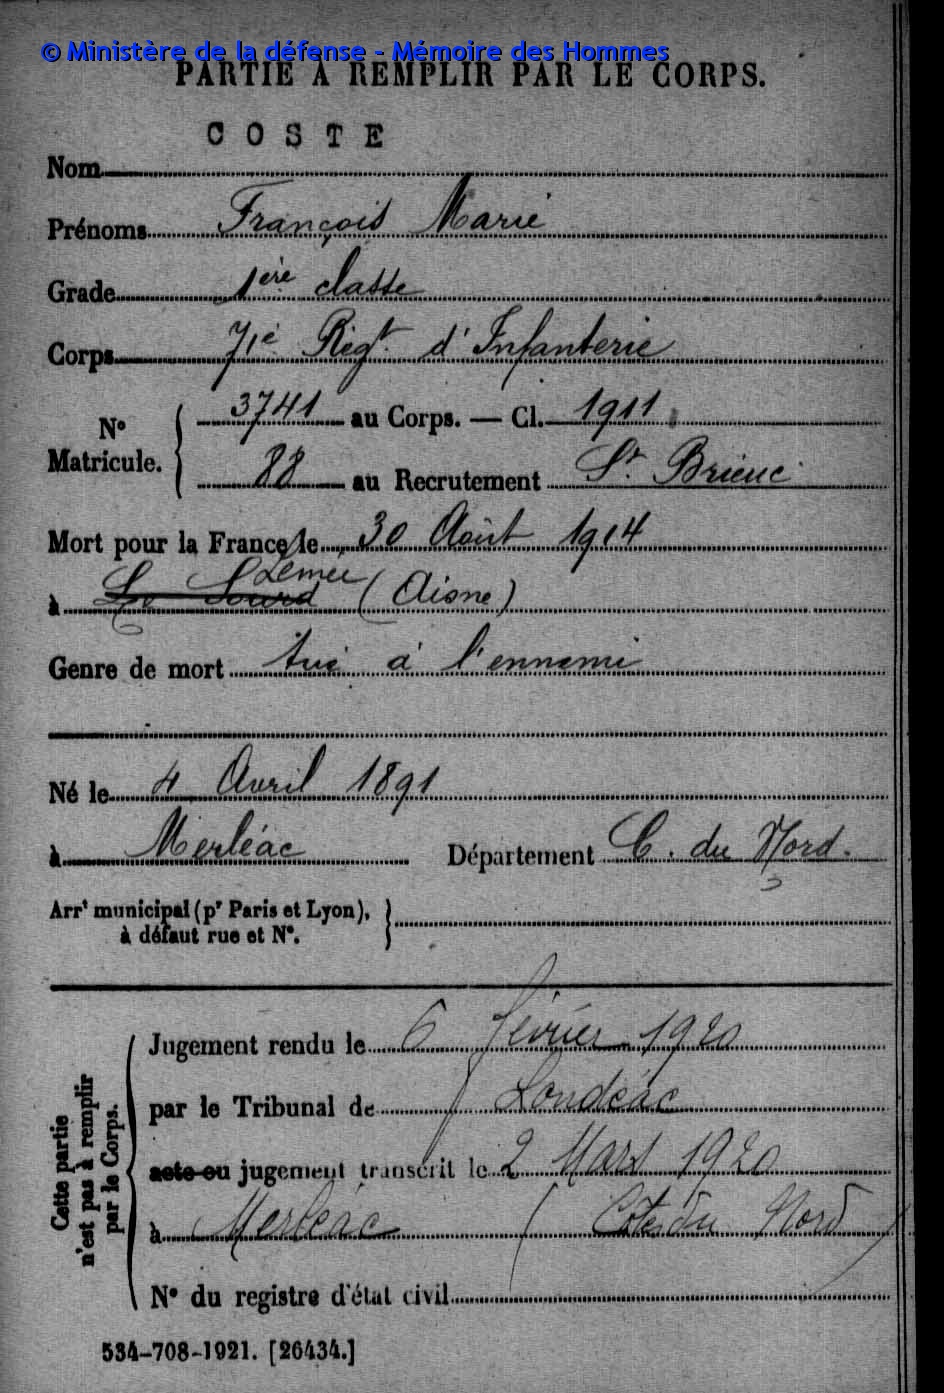 © Ministère de la défense - Mémoire des Hommes
PARTIE À REMPLIR PAR LE CORPS.
COSTE
Nom
Prénoms François Marie
Grade 1ère classe
Corps 71e Régt. d'Infanterie
N° Matricule. 3741 au Corps. — Cl. 1911
88 au Recrutement St. Brieuc
Mort pour la France le 30 Août 1914
Lemée
à Le Sourd (Aisne)
Genre de mort tué à l'ennemi
Né le 4 Avril 1891
à Merléac Département C. du Nord.
Arrt municipal (pr Paris et Lyon),
à défaut rue et N°.
Cette partie n'est pas à remplir par le Corps.
Jugement rendu le 6 février 1920
par le Tribunal de Loudéac
acte ou jugement transcrit le 2 Mars 1920
à Merléac (Côtes du Nord)
N° du registre d'état civil
534-708-1921. [26434.]